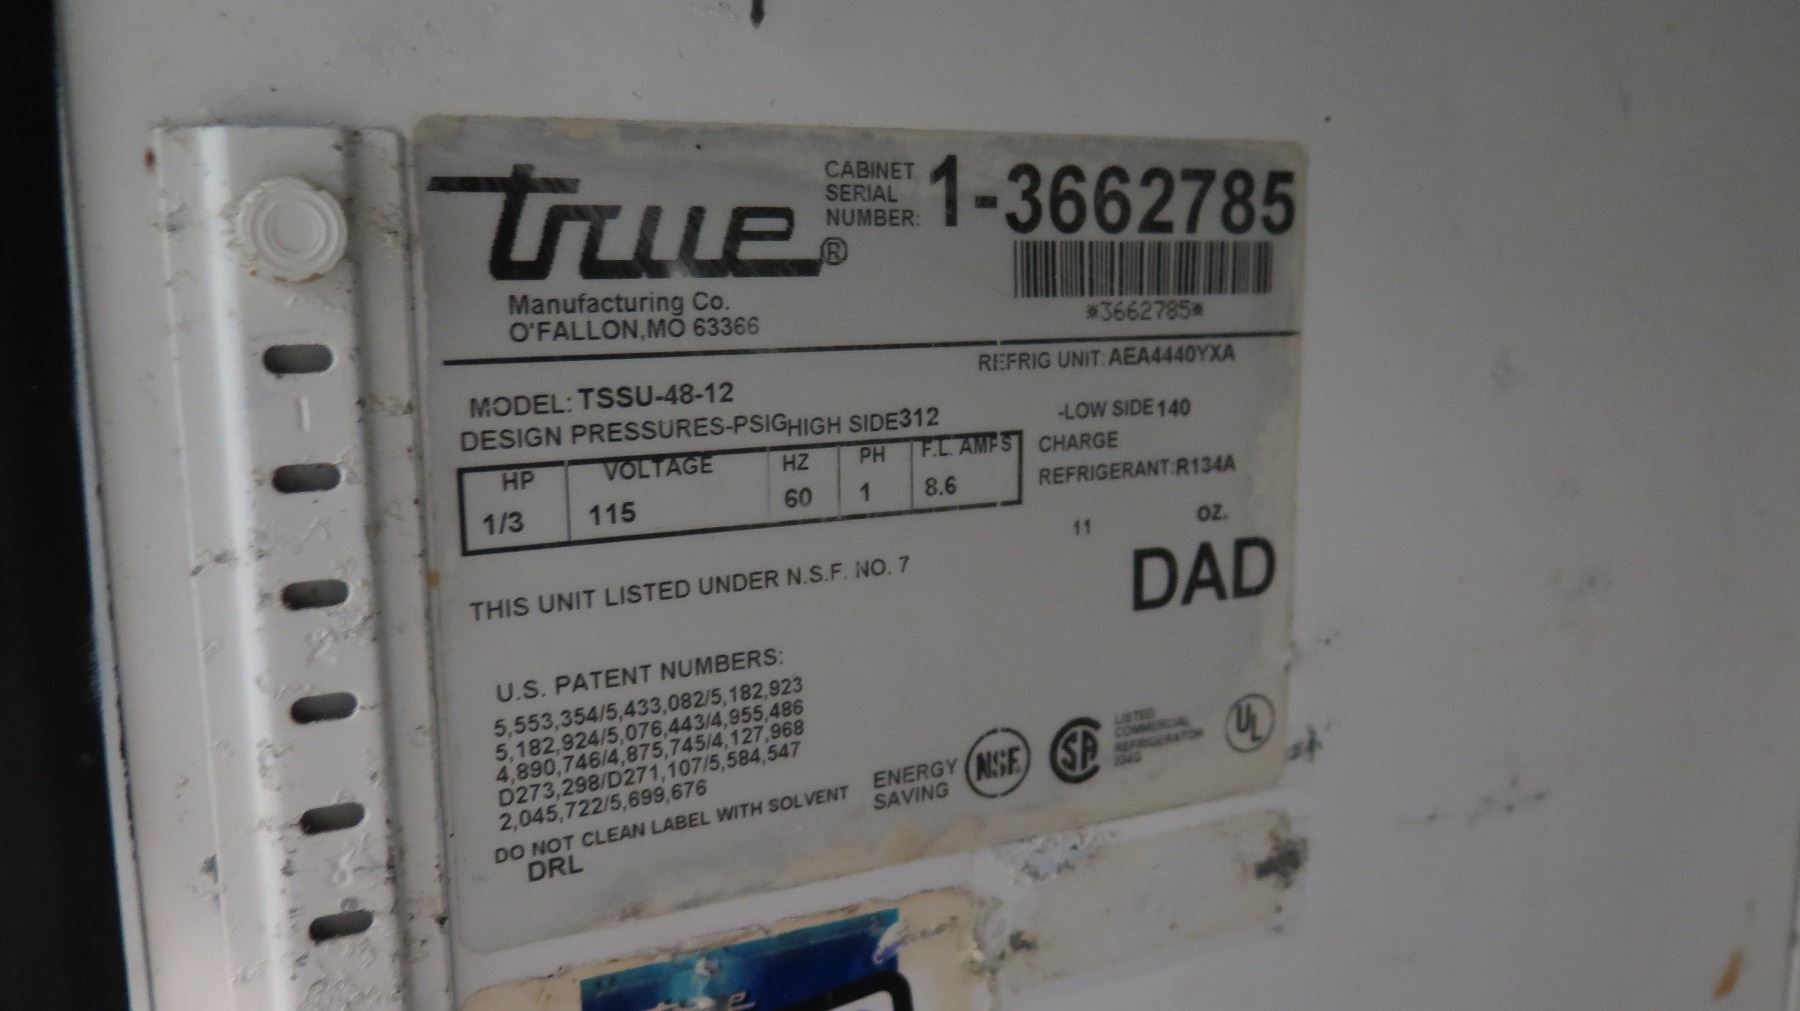 true®
CABINET
SERIAL
NUMBER: 1-3662785
*3662785*
Manufacturing Co.
O'FALLON,MO 63366
REFRIG UNIT: AEA4440YXA
MODEL: TSSU-48-12
DESIGN PRESSURES-PSIG HIGH SIDE 312 -LOW SIDE 140
HP VOLTAGE HZ PH F.L. AMPS
1/3 115 60 1 8.6
CHARGE
REFRIGERANT:R134A
11 OZ.
DAD
THIS UNIT LISTED UNDER N.S.F. NO. 7
U.S. PATENT NUMBERS:
5,553,354/5,433,082/5,182,923
5,182,924/5,076,443/4,955,486
4,890,746/4,875,745/4,127,968
D273,298/D271,107/5,584,547
2,045,722/5,699,676
DO NOT CLEAN LABEL WITH SOLVENT
DRL
ENERGY
SAVING
NSF
SA
LISTED
COMMERCIAL
REFRIGERATOR
UL